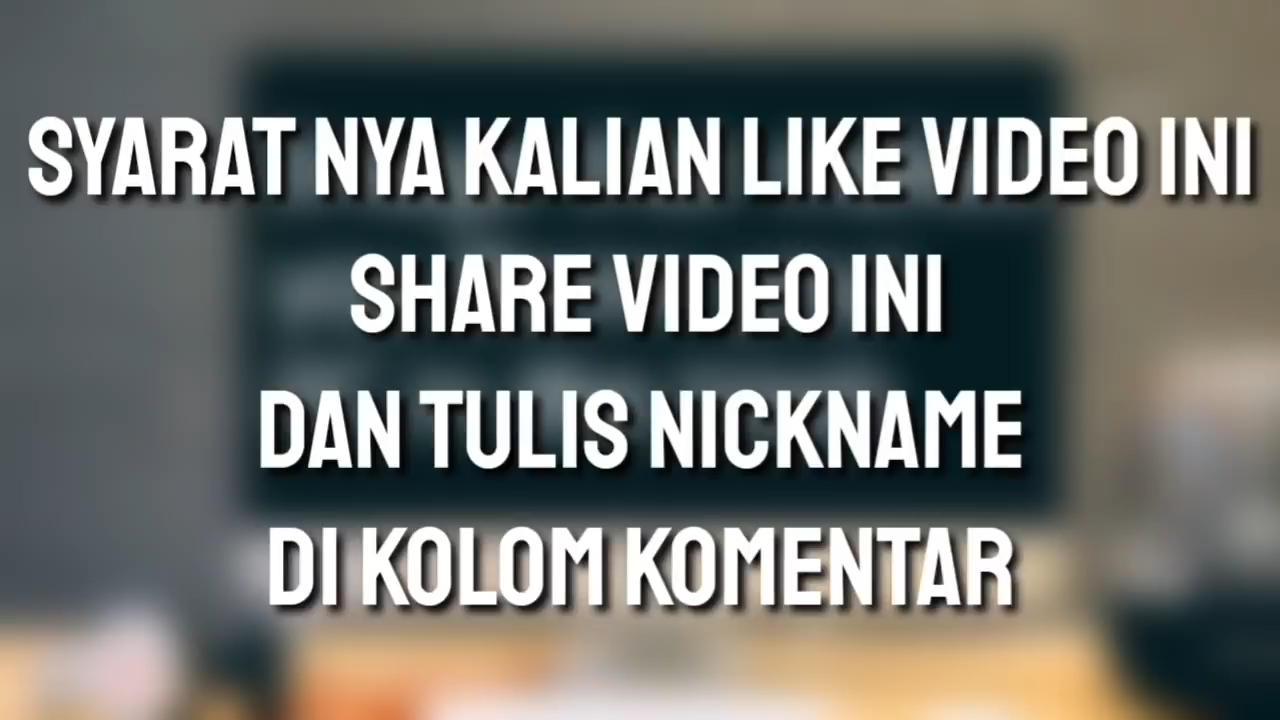 SYARAT NYA KALIAN LIKE VIDEO INI
SHARE VIDEO INI
DAN TULIS NICKNAME
DI KOLOM KOMENTAR